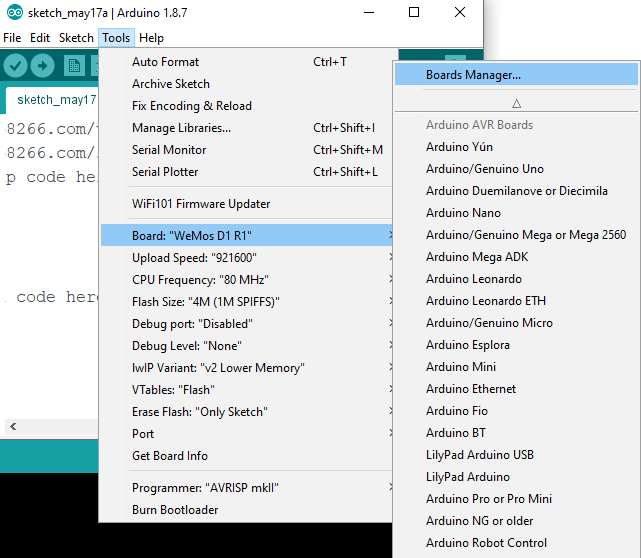 sketch_may17a | Arduino 1.8.7
File Edit Sketch Tools Help
sketch_may17
8266.com/
8266.com/
p code he
code here
Auto Format Ctrl+T
Archive Sketch
Fix Encoding & Reload
Manage Libraries... Ctrl+Shift+I
Serial Monitor Ctrl+Shift+M
Serial Plotter Ctrl+Shift+L
WiFi101 Firmware Updater
Board: "WeMos D1 R1"
Upload Speed: "921600"
CPU Frequency: "80 MHz"
Flash Size: "4M (1M SPIFFS)"
Debug port: "Disabled"
Debug Level: "None"
IwIP Variant: "v2 Lower Memory"
VTables: "Flash"
Erase Flash: "Only Sketch"
Port
Get Board Info
Programmer: "AVRISP mkII"
Burn Bootloader
Boards Manager...
Arduino AVR Boards
Arduino Yún
Arduino/Genuino Uno
Arduino Duemilanove or Diecimila
Arduino Nano
Arduino/Genuino Mega or Mega 2560
Arduino Mega ADK
Arduino Leonardo
Arduino Leonardo ETH
Arduino/Genuino Micro
Arduino Esplora
Arduino Mini
Arduino Ethernet
Arduino Fio
Arduino BT
LilyPad Arduino USB
LilyPad Arduino
Arduino Pro or Pro Mini
Arduino NG or older
Arduino Robot Control